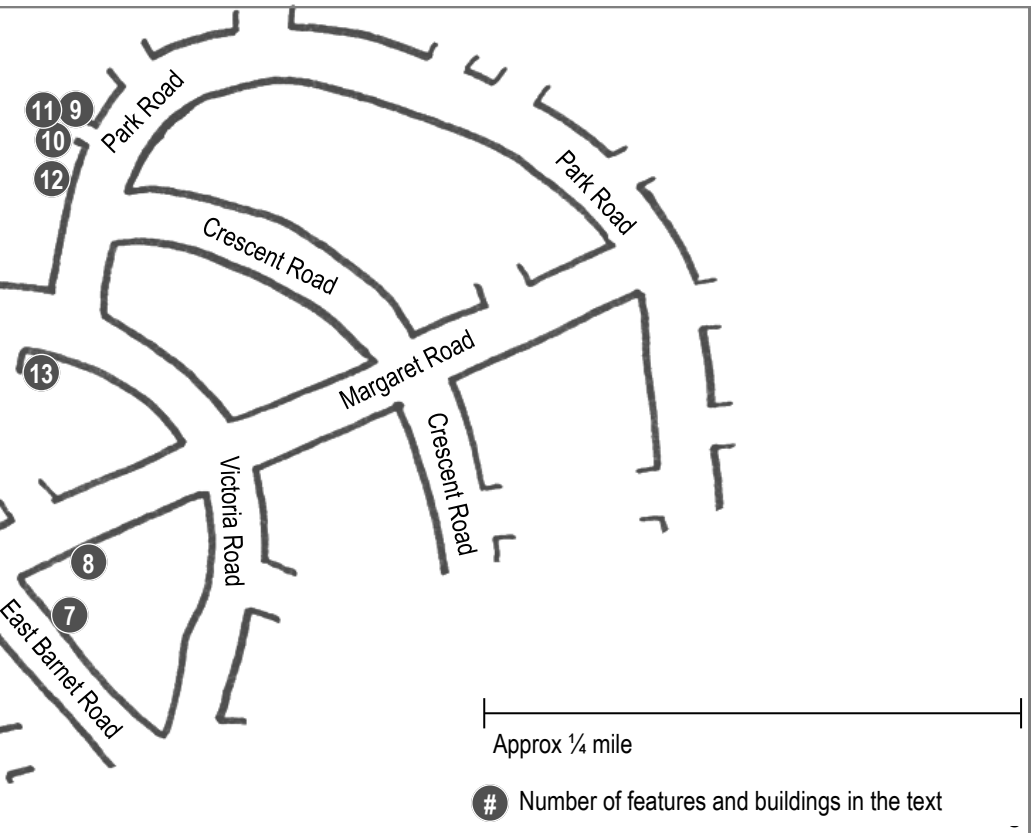 11
9
Park Road
10
12
Park Road
Crescent Road
Margaret Road
13
Crescent Road
Victoria Road
8
7
East Barnet Road
Approx ¼ mile
# Number of features and buildings in the text